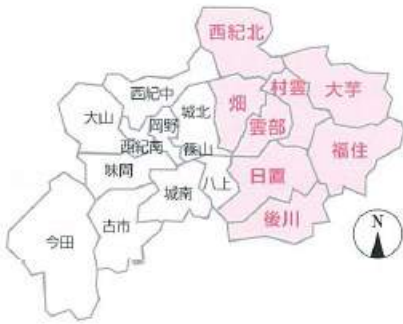 西紀北
村雲
大芋
西紀中
城北
畑
大山
岡野
雲部
西紀南
篠山
福住
味岡
日置
八上
城南
古市
後川
今田
N